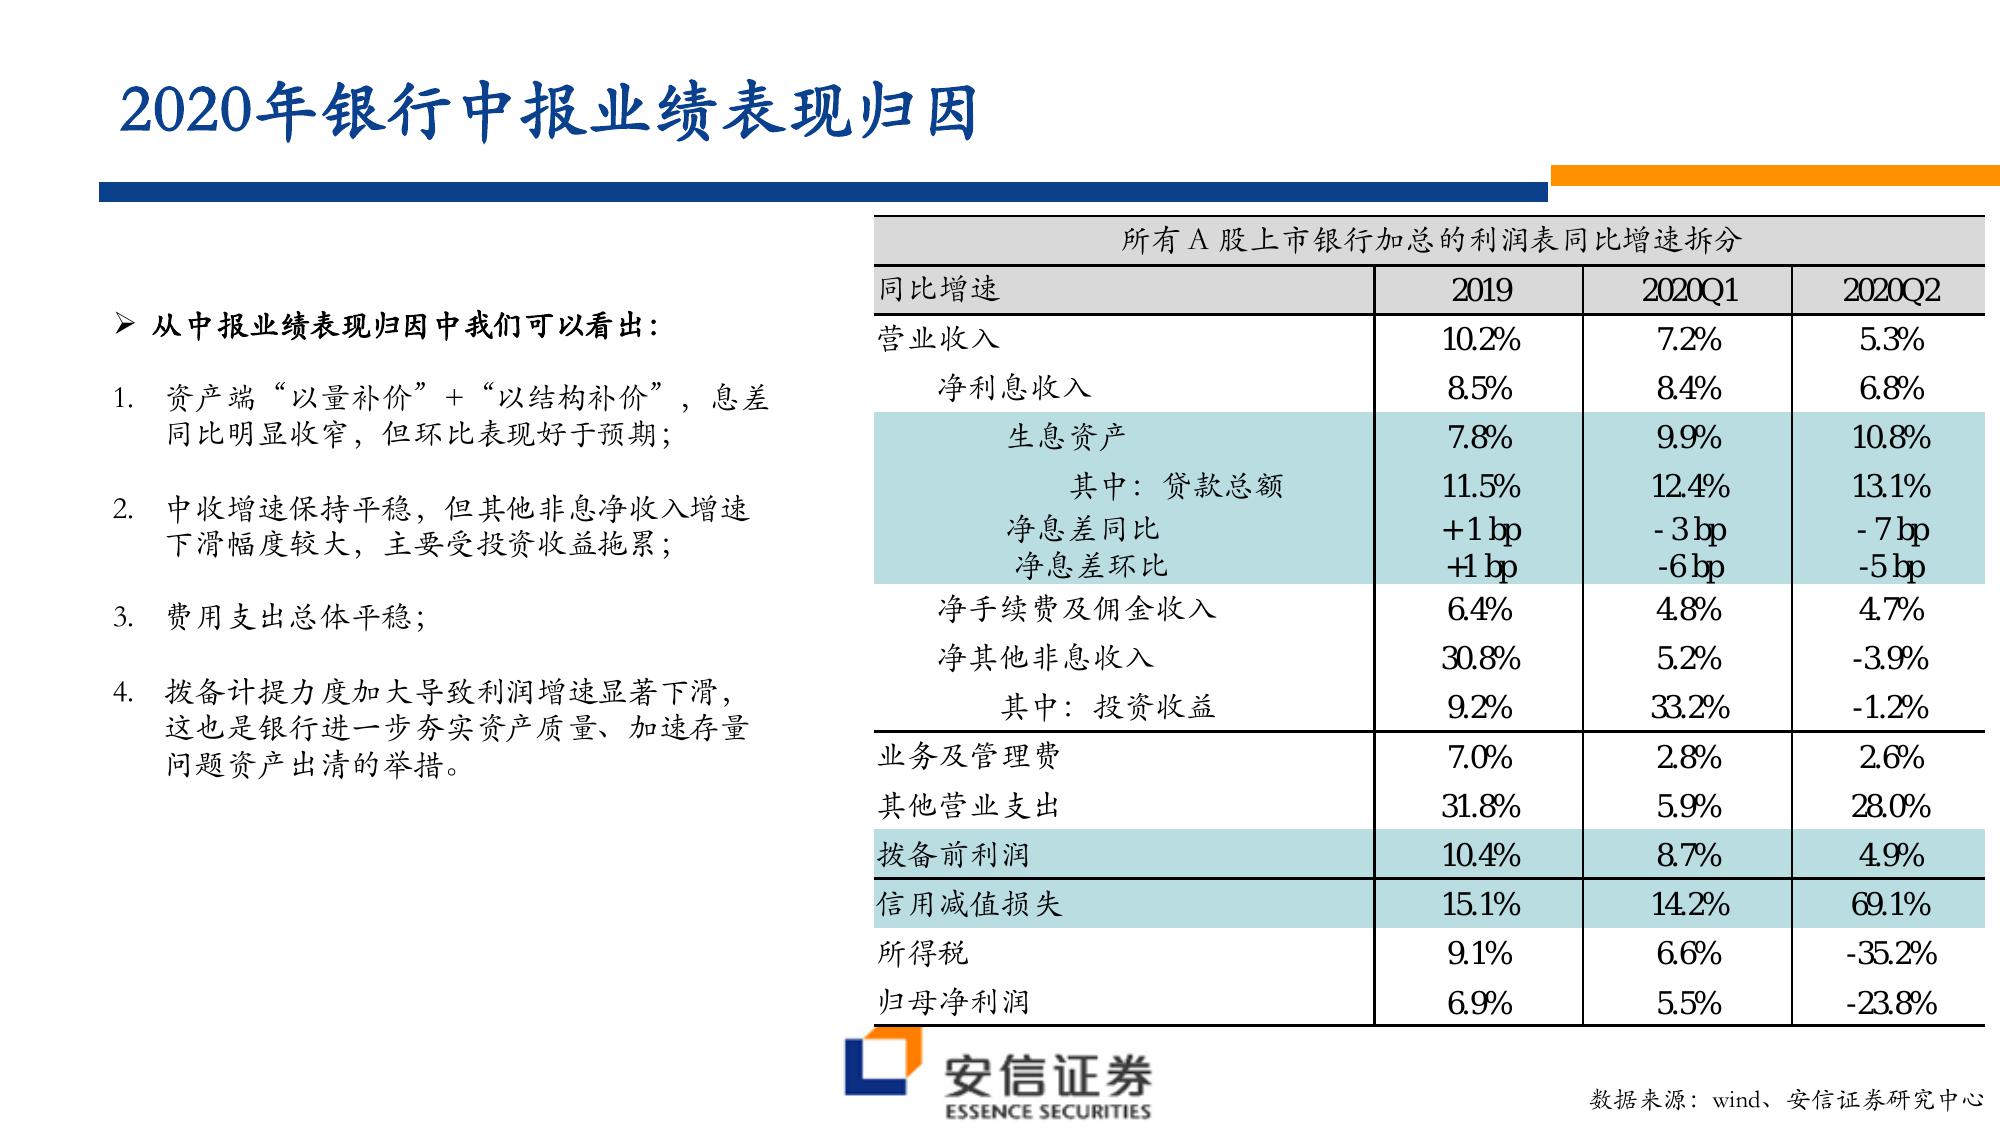 2020年银行中报业绩表现归因
➢ 从中报业绩表现归因中我们可以看出：
1. 资产端“以量补价”+“以结构补价”，息差
同比明显收窄，但环比表现好于预期；
2. 中收增速保持平稳，但其他非息净收入增速
下滑幅度较大，主要受投资收益拖累；
3. 费用支出总体平稳；
4. 拨备计提力度加大导致利润增速显著下滑，
这也是银行进一步夯实资产质量、加速存量
问题资产出清的举措。
所有 A 股上市银行加总的利润表同比增速拆分
同比增速 2019 2020Q1 2020Q2
营业收入 10.2% 7.2% 5.3%
净利息收入 8.5% 8.4% 6.8%
生息资产 7.8% 9.9% 10.8%
其中：贷款总额 11.5% 12.4% 13.1%
净息差同比 + 1 bp - 3 bp - 7 bp
净息差环比 +1 bp -6 bp -5 bp
净手续费及佣金收入 6.4% 4.8% 4.7%
净其他非息收入 30.8% 5.2% -3.9%
其中：投资收益 9.2% 33.2% -1.2%
业务及管理费 7.0% 2.8% 2.6%
其他营业支出 31.8% 5.9% 28.0%
拨备前利润 10.4% 8.7% 4.9%
信用减值损失 15.1% 14.2% 69.1%
所得税 9.1% 6.6% -35.2%
归母净利润 6.9% 5.5% -23.8%
安信证券
ESSENCE SECURITIES
数据来源：wind、安信证券研究中心